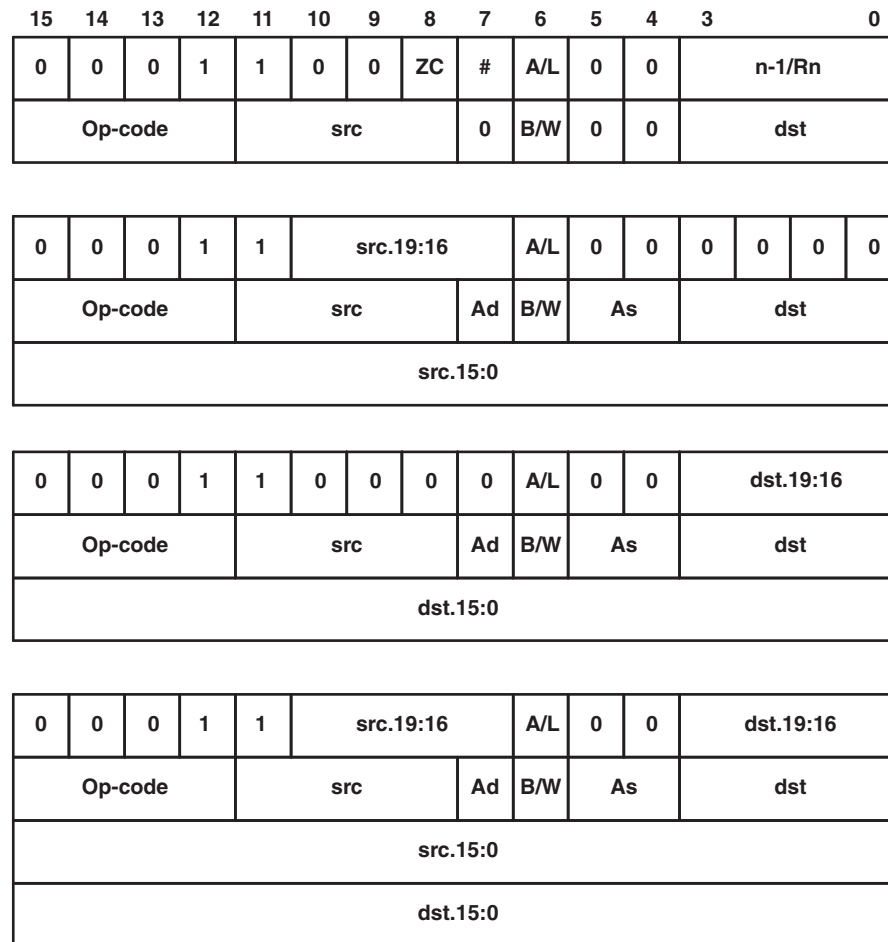 15 14 13 12 11 10 9 8 7 6 5 4 3 0
0 0 0 1 1 0 0 ZC # A/L 0 0 n-1/Rn
Op-code src 0 B/W 0 0 dst
0 0 0 1 1 src.19:16 A/L 0 0 0 0 0 0
Op-code src Ad B/W As dst
src.15:0
0 0 0 1 1 0 0 0 0 A/L 0 0 dst.19:16
Op-code src Ad B/W As dst
dst.15:0
0 0 0 1 1 src.19:16 A/L 0 0 dst.19:16
Op-code src Ad B/W As dst
src.15:0
dst.15:0